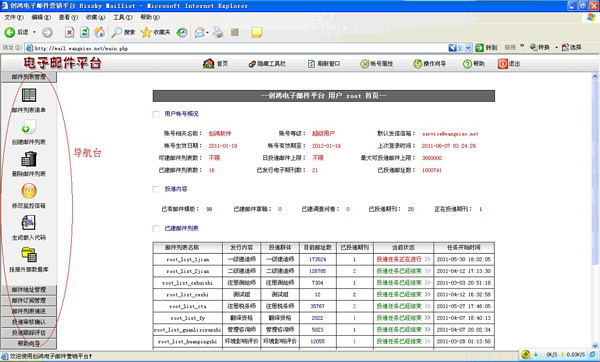 创鸿电子邮件营销平台 Bizsky Maillist - Microsoft Internet Explorer
文件(F) 编辑(E) 查看(V) 收藏(A) 工具(T) 帮助(H)
后退 搜索 收藏夹
地址(D) http://mail.wangxiao.net/main.php 转到 链接 转换 选择
电子邮件平台 首页 隐藏工具栏 刷新窗口 帐号属性 操作向导 帮助 退出
邮件列表管理
邮件列表清单
创建邮件列表
删除邮件列表
修改监控信箱
生成嵌入代码
挂接外部数据库
导航台
邮件地址管理
邮件订阅管理
邮件列表通送
投递审核确认
投递跟踪评估
帮助向导
--创鸿电子邮件平台 用户 root 首页--
用户帐号概况
账号相关名称: 创鸿软件 账号等级: 超级用户 默认发信信箱: service@wangxiao.net
帐号生效日期: 2011-01-19 帐号有效期至: 2012-01-19 上次登录时间: 2011-06-07 03:24:29
可建邮件列表数: 不限 日投递邮件上限: 不限 最大可投递邮件上限: 3000000
已建邮件列表数: 16 已发行电子期刊数: 21 已投递邮址数: 1000741
投递内容
已有邮件模板: 98 已建邮件草稿: 0 已建调查问卷: 0 已投递期刊: 20 正在投递期刊: 1
已建邮件列表
邮件列表名称 发行内容 投递群体 目前邮址数 已投递期刊 当前状态 任务开始时间
root_list_1jian 一级建造师 一级建造师 173524 1 投递任务正在进行 >> 2011-05-30 18:02:05
root_list_2jian 二级建造师 二级建造师 126785 2 投递任务已经结束 >> 2011-04-12 17:13:30
root_list_cehuishi 注册测绘师 注册测绘师 7304 1 投递任务已经结束 >> 2011-03-03 20:51:18
root_list_ceshi 测试组 测试组 12 2 投递任务已经结束 >> 2011-04-12 16:32:58
root_list_cta 注册税务师 注册税务师 35767 2 投递任务已经结束 >> 2011-05-27 17:46:05
root_list_fy 翻译资格 翻译资格 2022 1 投递任务已经结束 >> 2011-04-07 18:40:13
root_list_guanlizixunshi 管理咨询师 管理咨询师 5023 1 投递任务已经结束 >> 2011-04-07 20:02:34
root_list_huanpingshi 环境影响评价 环境影响评价 12055 1 投递任务已经结束 >> 2011-03-28 01:13:50
欢迎使用创鸿电子邮件营销平台! 0K/S 0.03K/S